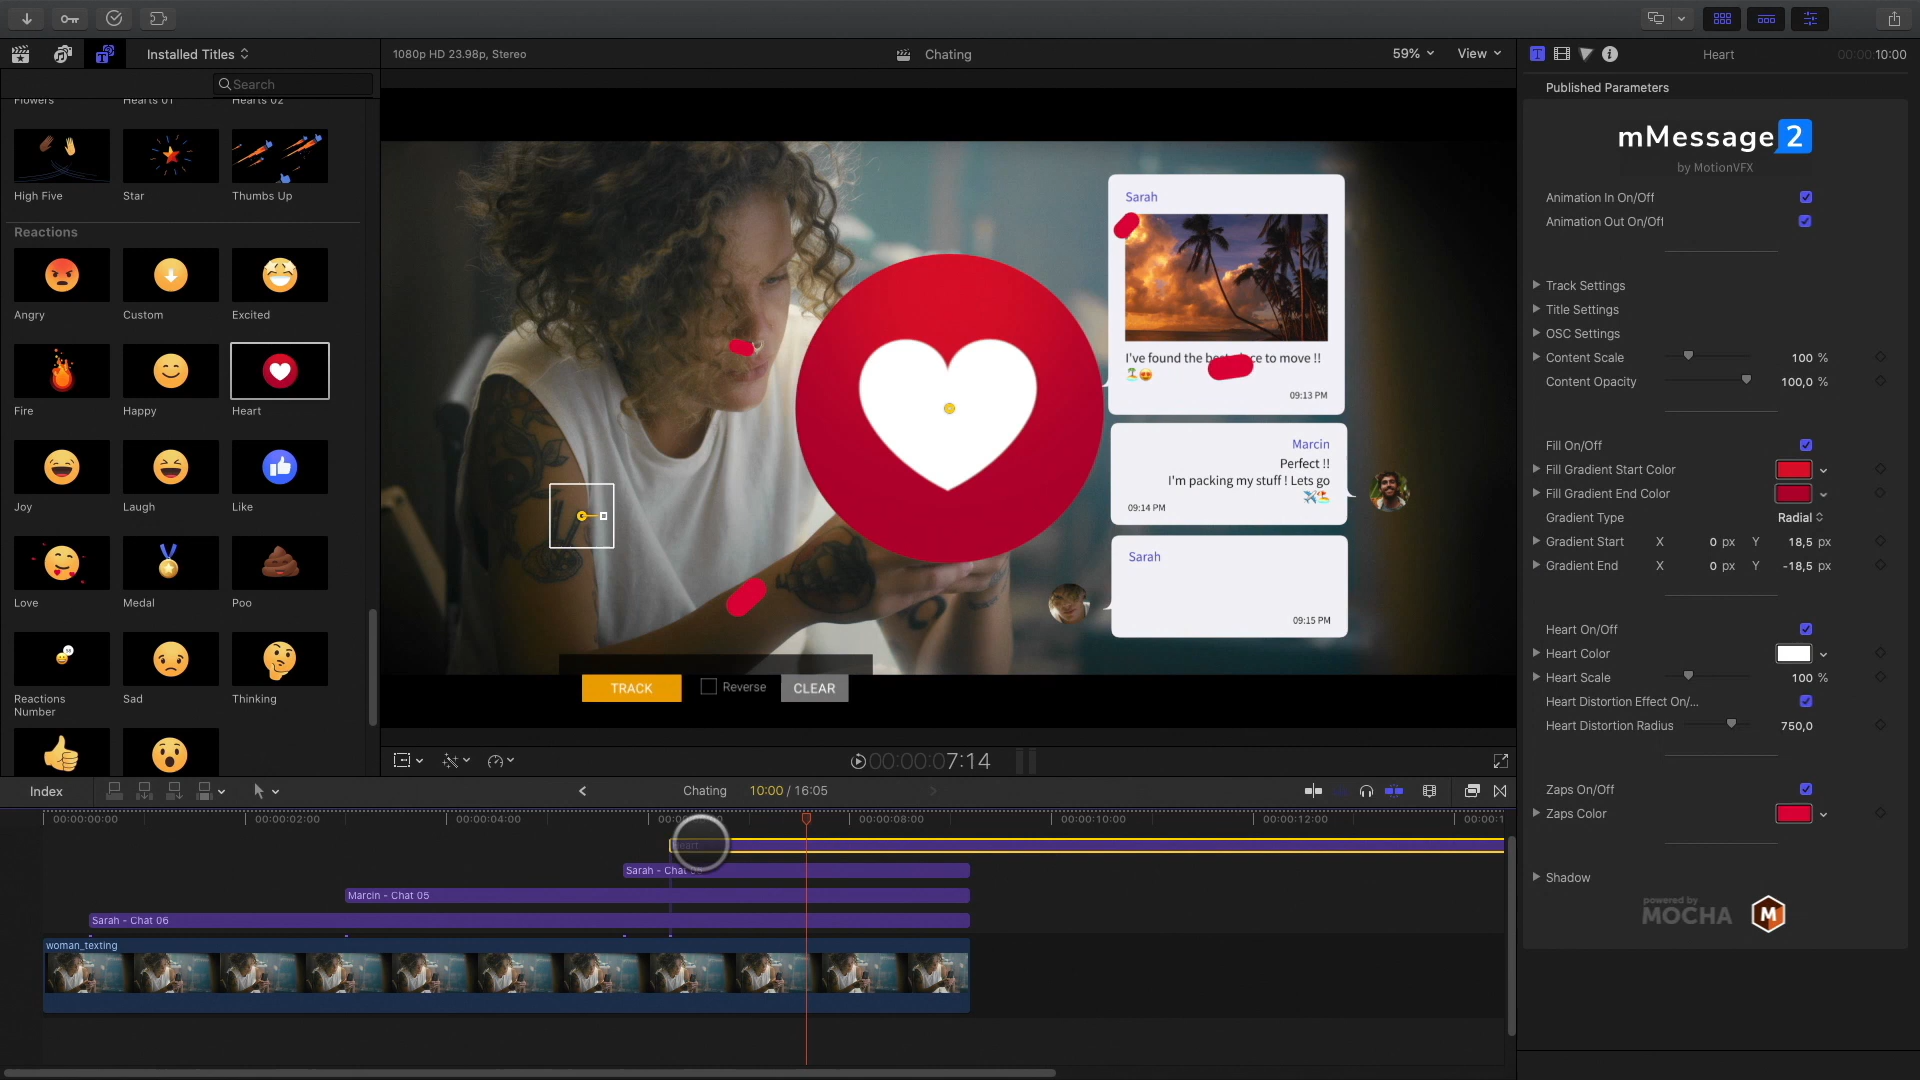 Installed Titles
1080p HD 23.98p, Stereo
Chating
59%
View
Heart
00:00:00:10:00
Search
Published Parameters
Flowers
Hearts 01
Hearts 02
High Five
Star
Thumbs Up
Reactions
Angry
Custom
Excited
Fire
Happy
Heart
Joy
Laugh
Like
Love
Medal
Poo
Reactions
Number
Sad
Thinking
Sarah
I've found the
ce to move !!
09:13 PM
Marcin
Perfect !!
I'm packing my stuff ! Lets go
09:14 PM
Sarah
09:15 PM
TRACK
Reverse
CLEAR
00:00:07:14
mMessage 2
by MotionVFX
Animation In On/Off
Animation Out On/Off
Track Settings
Title Settings
OSC Settings
Content Scale 100 %
Content Opacity 100,0 %
Fill On/Off
Fill Gradient Start Color
Fill Gradient End Color
Gradient Type Radial
Gradient Start X 0 px Y 18,5 px
Gradient End X 0 px Y -18,5 px
Heart On/Off
Heart Color
Heart Scale 100 %
Heart Distortion Effect On/...
Heart Distortion Radius 750,0
Zaps On/Off
Zaps Color
Shadow
powered by
MOCHA
M
Index
Chating
10:00 / 16:05
00:00:00:00
00:00:02:00
00:00:04:00
00:00:08:00
00:00:10:00
00:00:12:00
Heart
Sarah - Chat
Marcin - Chat 05
Sarah - Chat 06
woman_texting